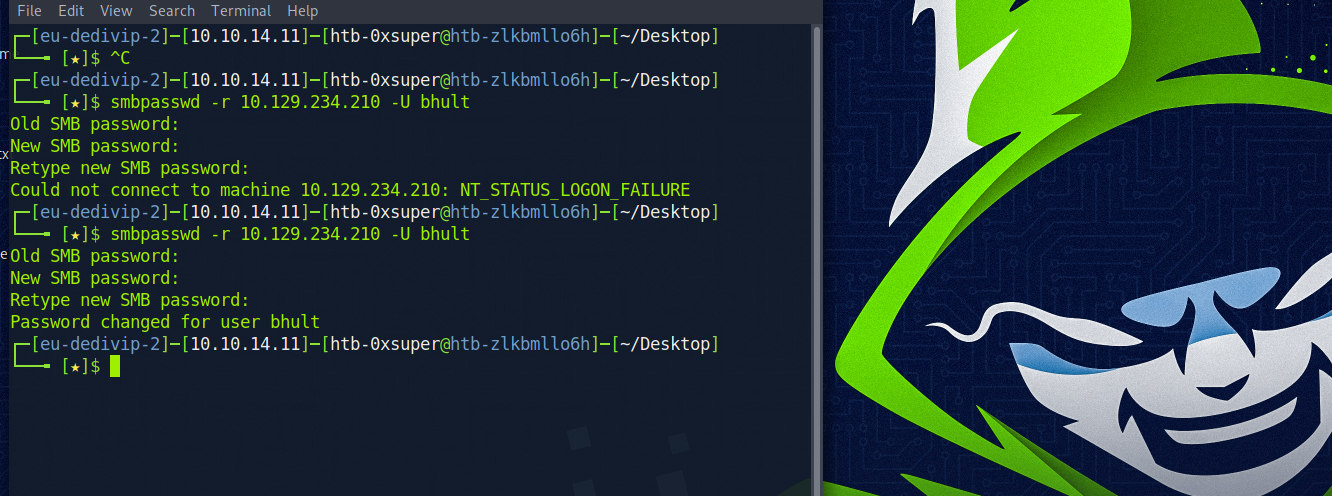 File Edit View Search Terminal Help
┌─[eu-dedivip-2]─[10.10.14.11]─[htb-0xsuper@htb-zlkbmllo6h]─[~/Desktop]
└──╼ [★]$ ^C
┌─[eu-dedivip-2]─[10.10.14.11]─[htb-0xsuper@htb-zlkbmllo6h]─[~/Desktop]
└──╼ [★]$ smbpasswd -r 10.129.234.210 -U bhult
Old SMB password:
New SMB password:
Retype new SMB password:
Could not connect to machine 10.129.234.210: NT_STATUS_LOGON_FAILURE
┌─[eu-dedivip-2]─[10.10.14.11]─[htb-0xsuper@htb-zlkbmllo6h]─[~/Desktop]
└──╼ [★]$ smbpasswd -r 10.129.234.210 -U bhult
Old SMB password:
New SMB password:
Retype new SMB password:
Password changed for user bhult
┌─[eu-dedivip-2]─[10.10.14.11]─[htb-0xsuper@htb-zlkbmllo6h]─[~/Desktop]
└──╼ [★]$